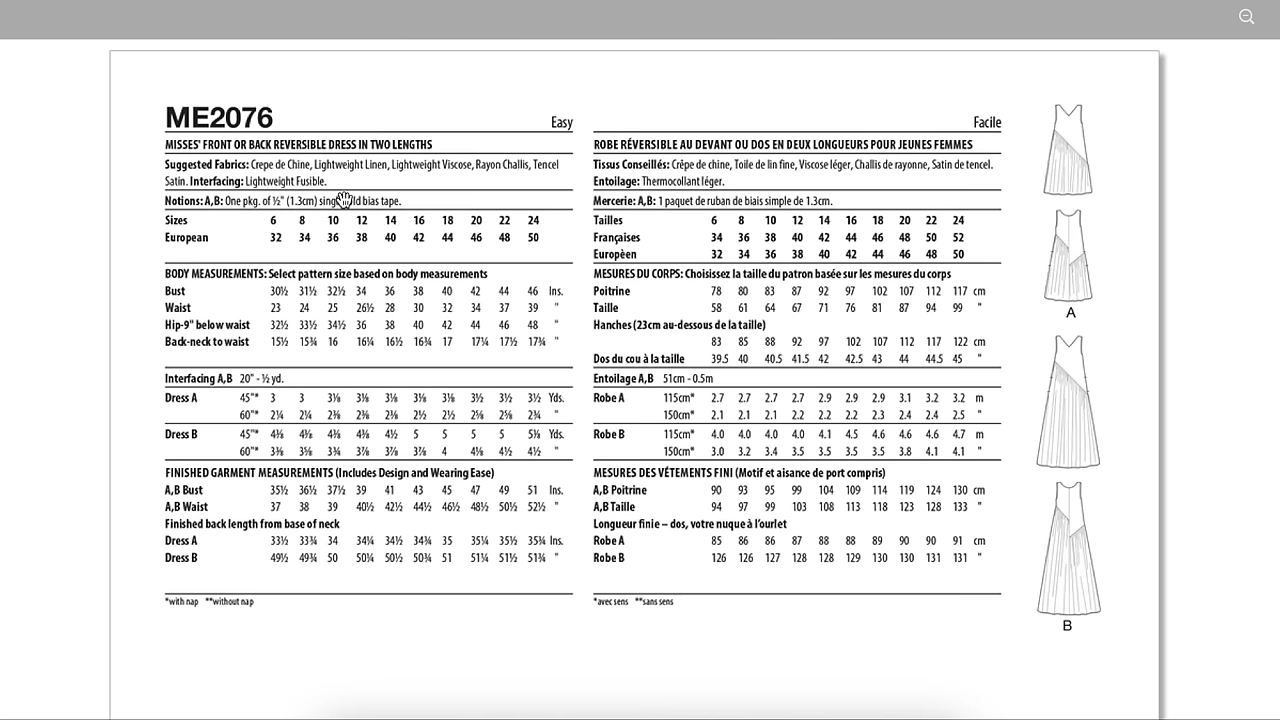 ME2076
Easy
MISSES' FRONT OR BACK REVERSIBLE DRESS IN TWO LENGTHS
Suggested Fabrics: Crepe de Chine, Lightweight Linen, Lightweight Viscose, Rayon Challis, Tencel
Satin. Interfacing: Lightweight Fusible.
Notions: A,B: One pkg. of ½" (1.3cm) bias tape.
Sizes 6 8 10 12 14 16 18 20 22 24
European 32 34 36 38 40 42 44 46 48 50
BODY MEASUREMENTS: Select pattern size based on body measurements
Bust 30½ 31½ 32½ 34 36 38 40 42 44 46 Ins.
Waist 23 24 25 26½ 28 30 32 34 37 39 "
Hip-9" below waist 32½ 33½ 34½ 36 38 40 42 44 46 48 "
Back-neck to waist 15½ 15¾ 16 16¼ 16½ 16¾ 17 17¼ 17½ 17¾ "
Interfacing A,B 20" - ½ yd.
Dress A 45"* 3 3 3⅛ 3⅛ 3⅛ 3⅛ 3⅛ 3½ 3½ 3½ Yds.
60"* 2¼ 2¼ 2⅜ 2⅜ 2⅜ 2½ 2½ 2⅝ 2⅝ 2¾ "
Dress B 45"* 4⅜ 4⅜ 4⅜ 4⅜ 4½ 5 5 5 5 5⅛ Yds.
60"* 3⅜ 3⅝ 3¾ 3⅞ 3⅞ 3⅞ 4 4⅛ 4½ 4½ "
FINISHED GARMENT MEASUREMENTS (Includes Design and Wearing Ease)
A,B Bust 35½ 36½ 37½ 39 41 43 45 47 49 51 Ins.
A,B Waist 37 38 39 40½ 42½ 44½ 46½ 48½ 50½ 52½ "
Finished back length from base of neck
Dress A 33½ 33¾ 34 34¼ 34½ 34¾ 35 35¼ 35½ 35¾ Ins.
Dress B 49½ 49¾ 50 50¼ 50½ 50¾ 51 51¼ 51½ 51¾ "
*with nap **without nap
Facile
ROBE RÉVERSIBLE AU DEVANT OU DOS EN DEUX LONGUEURS POUR JEUNES FEMMES
Tissus Conseillés: Crêpe de chine, Toile de lin fine, Viscose léger, Challis de rayonne, Satin de tencel.
Entoilage: Thermocollant léger.
Mercerie: A,B: 1 paquet de ruban de biais simple de 1.3cm.
Tailles 6 8 10 12 14 16 18 20 22 24
Françaises 34 36 38 40 42 44 46 48 50 52
Europèen 32 34 36 38 40 42 44 46 48 50
MESURES DU CORPS: Choisissez la taille du patron basée sur les mesures du corps
Poitrine 78 80 83 87 92 97 102 107 112 117 cm
Taille 58 61 64 67 71 76 81 87 94 99 "
Hanches (23cm au-dessous de la taille)
83 85 88 92 97 102 107 112 117 122 cm
Dos du cou à la taille 39.5 40 40.5 41.5 42 42.5 43 44 44.5 45 "
Entoilage A,B 51cm - 0.5m
Robe A 115cm* 2.7 2.7 2.7 2.7 2.9 2.9 2.9 3.1 3.2 3.2 m
150cm* 2.1 2.1 2.1 2.2 2.2 2.2 2.3 2.4 2.4 2.5 "
Robe B 115cm* 4.0 4.0 4.0 4.0 4.1 4.5 4.6 4.6 4.6 4.7 m
150cm* 3.0 3.2 3.4 3.5 3.5 3.5 3.5 3.8 4.1 4.1 "
MESURES DES VÉTEMENTS FINI (Motif et aisance de port compris)
A,B Poitrine 90 93 95 99 104 109 114 119 124 130 cm
A,B Taille 94 97 99 103 108 113 118 123 128 133 "
Longueur finie – dos, votre nuque à l'ourlet
Robe A 85 86 86 87 88 88 89 90 90 91 cm
Robe B 126 126 127 128 128 129 130 130 131 131 "
*avec sens **sans sens
A
B